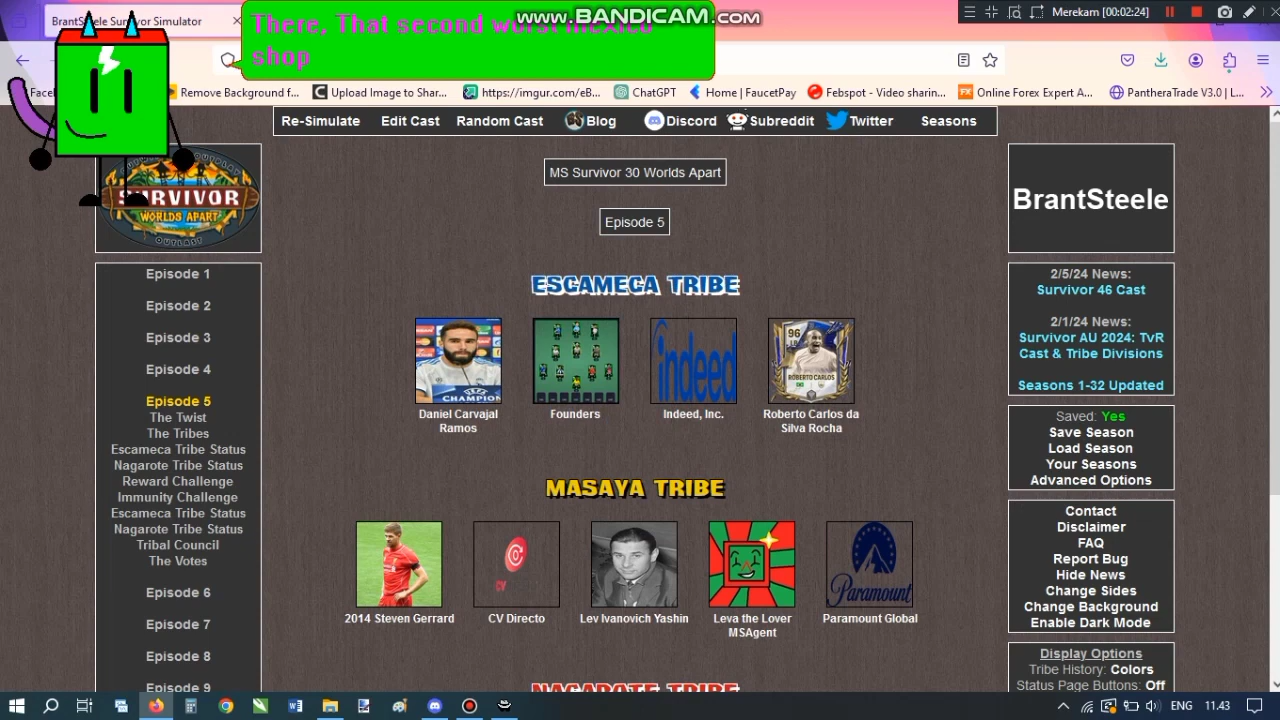 BrantSteele Survivor Simulator
There, That second worst mexico
shop
www.BANDICAM.com
Merekam [00:02:24]
Remove Background f...
Upload Image to Shar...
https://imgur.com/eB...
ChatGPT
Home | FaucetPay
Febspot - Video sharin...
Online Forex Expert A...
PantheraTrade V3.0 | L...
Re-Simulate
Edit Cast
Random Cast
Blog
Discord
Subreddit
Twitter
Seasons
SURVIVOR
WORLDS APART
OUTLAST
MS Survivor 30 Worlds Apart
Episode 5
BrantSteele
Episode 1
Episode 2
Episode 3
Episode 4
Episode 5
The Twist
The Tribes
Escameca Tribe Status
Nagarote Tribe Status
Reward Challenge
Immunity Challenge
Escameca Tribe Status
Nagarote Tribe Status
Tribal Council
The Votes
Episode 6
Episode 7
Episode 8
Episode 9
ESCAMECA TRIBE
CHAMPION
indeed
96
ROBERTO CARLOS
Daniel Carvajal
Ramos
Founders
Indeed, Inc.
Roberto Carlos da
Silva Rocha
MASAYA TRIBE
CV
Paramount
2014 Steven Gerrard
CV Directo
Lev Ivanovich Yashin
Leva the Lover
MSAgent
Paramount Global
NAGAROTE TRIBE
2/5/24 News:
Survivor 46 Cast
2/1/24 News:
Survivor AU 2024: TvR
Cast & Tribe Divisions
Seasons 1-32 Updated
Saved: Yes
Save Season
Load Season
Your Seasons
Advanced Options
Contact
Disclaimer
FAQ
Report Bug
Hide News
Change Sides
Change Background
Enable Dark Mode
Display Options
Tribe History: Colors
Status Page Buttons: Off
ENG
11.43